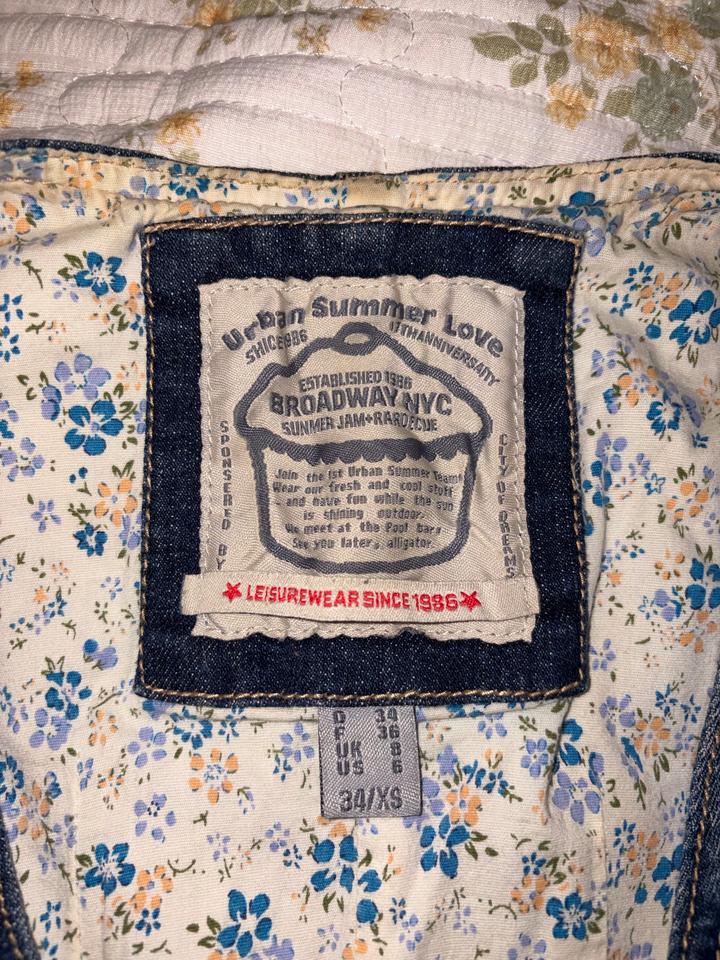 Urban Summer Love
SINCE 1986
17TH ANNIVERSARY
ESTABLISHED 1986
BROADWAY NYC
SUMMER JAM+BARBECUE
SPONSERED BY
CITY OF DREAMS
Join the 1st Urban Summer Team!
Wear our fresh and cool stuff
and have fun while the sun
is shining outdoor.
We meet at the Pool bar,
See you later, alligator.
LEISUREWEAR SINCE 1986
D 34
F 36
UK 8
US 6
34/XS